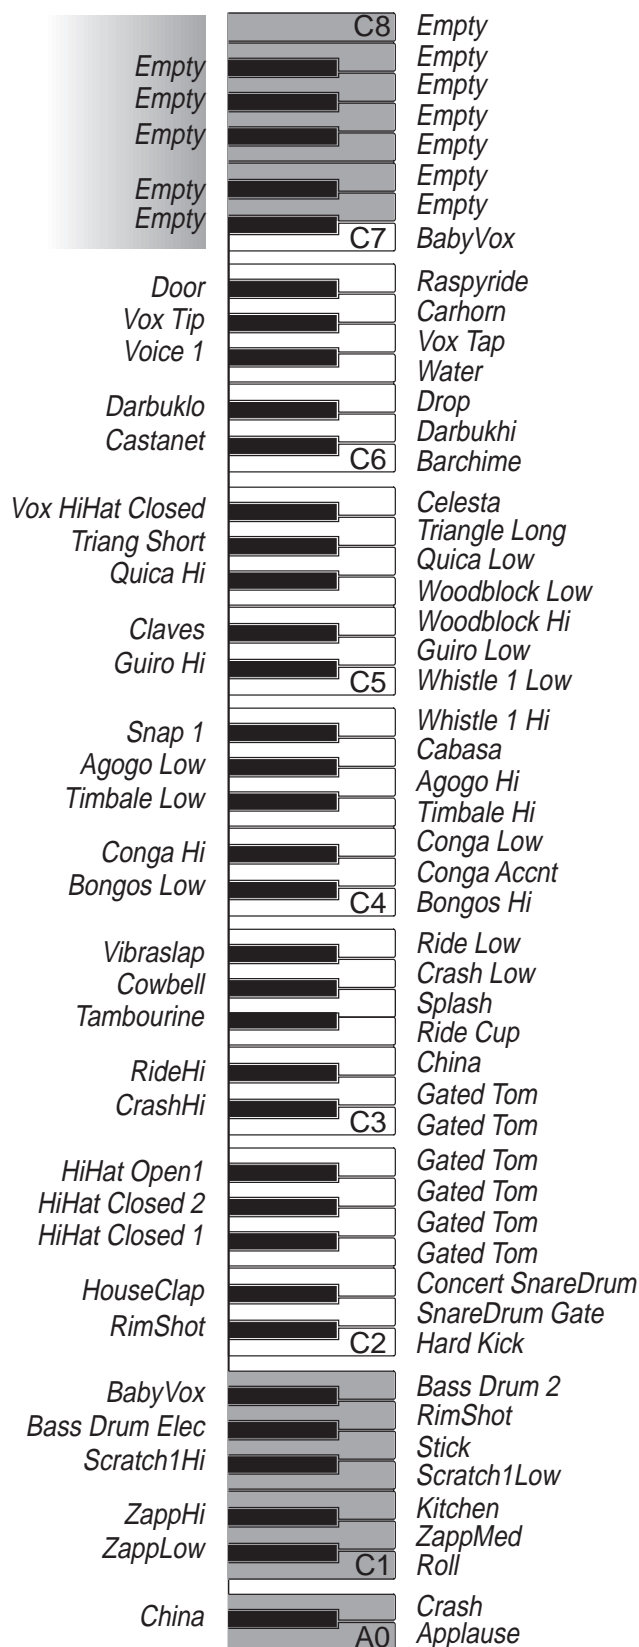 C8 Empty
Empty
Empty
Empty
Empty
Empty
Empty
Empty
Empty
Empty
Empty
Empty
C7 BabyVox
Door
Raspyride
Vox Tip
Carhorn
Voice 1
Vox Tap
Water
Darbuklo
Drop
Castanet
Darbukhi
C6 Barchime
Vox HiHat Closed
Celesta
Triang Short
Triangle Long
Quica Hi
Quica Low
Woodblock Low
Claves
Woodblock Hi
Guiro Hi
Guiro Low
C5 Whistle 1 Low
Snap 1
Whistle 1 Hi
Agogo Low
Cabasa
Timbale Low
Agogo Hi
Timbale Hi
Conga Hi
Conga Low
Bongos Low
Conga Accnt
C4 Bongos Hi
Vibraslap
Ride Low
Cowbell
Crash Low
Tambourine
Splash
Ride Cup
RideHi
China
CrashHi
Gated Tom
C3 Gated Tom
HiHat Open1
Gated Tom
HiHat Closed 2
Gated Tom
HiHat Closed 1
Gated Tom
Gated Tom
HouseClap
Concert SnareDrum
RimShot
SnareDrum Gate
C2 Hard Kick
BabyVox
Bass Drum 2
Bass Drum Elec
RimShot
Scratch1Hi
Stick
Scratch1Low
ZappHi
Kitchen
ZappLow
ZappMed
C1 Roll
China
Crash
A0 Applause